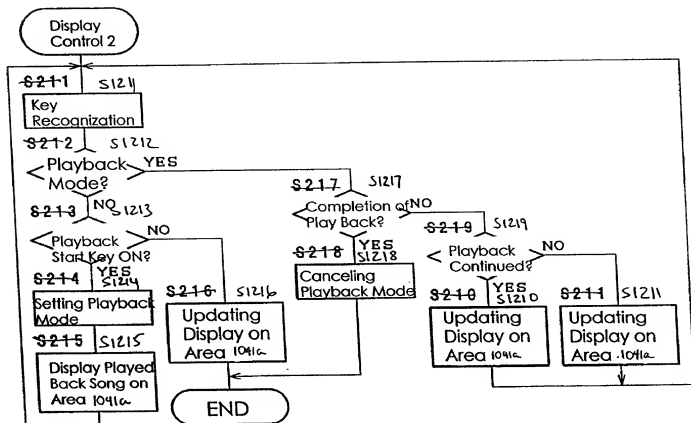 Display
Control 2
S211 S1211
Key
Recognization
S212 S1212
Playback
Mode?
YES
NO
S213 S1213
Playback
Start Key ON?
NO
YES
S214 S1214
Setting Playback
Mode
S215 S1215
Display Played
Back Song on
Area 1041a
S216 S1216
Updating
Display on
Area 1041a
END
S217 S1217
Completion of
Play Back?
NO
YES
S218 S1218
Canceling
Playback Mode
S219 S1219
Playback
Continued?
NO
YES
S210 S1210
Updating
Display on
Area 1041a
S211 S1211
Updating
Display on
Area 1041a